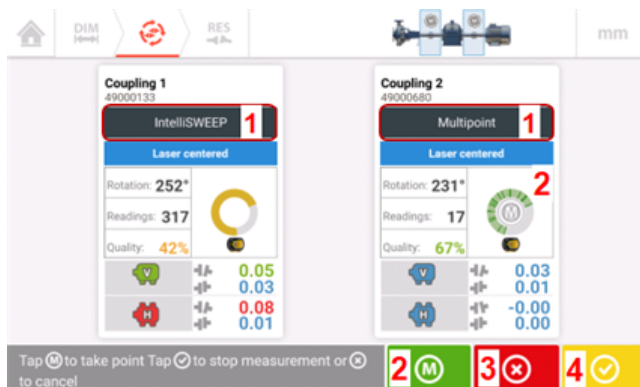 DIM
RES
mm
Coupling 1
49000133
IntelliSWEEP 1
Laser centered
Rotation: 252°
Readings: 317
Quality: 42%
V
0.05
0.03
H
0.08
0.01
Coupling 2
49000680
Multipoint 1
Laser centered
2
Rotation: 231°
Readings: 17
Quality: 67%
M
V
0.03
0.01
H
-0.00
0.00
Tap M to take point Tap to stop measurement or
to cancel
2 M
3
4